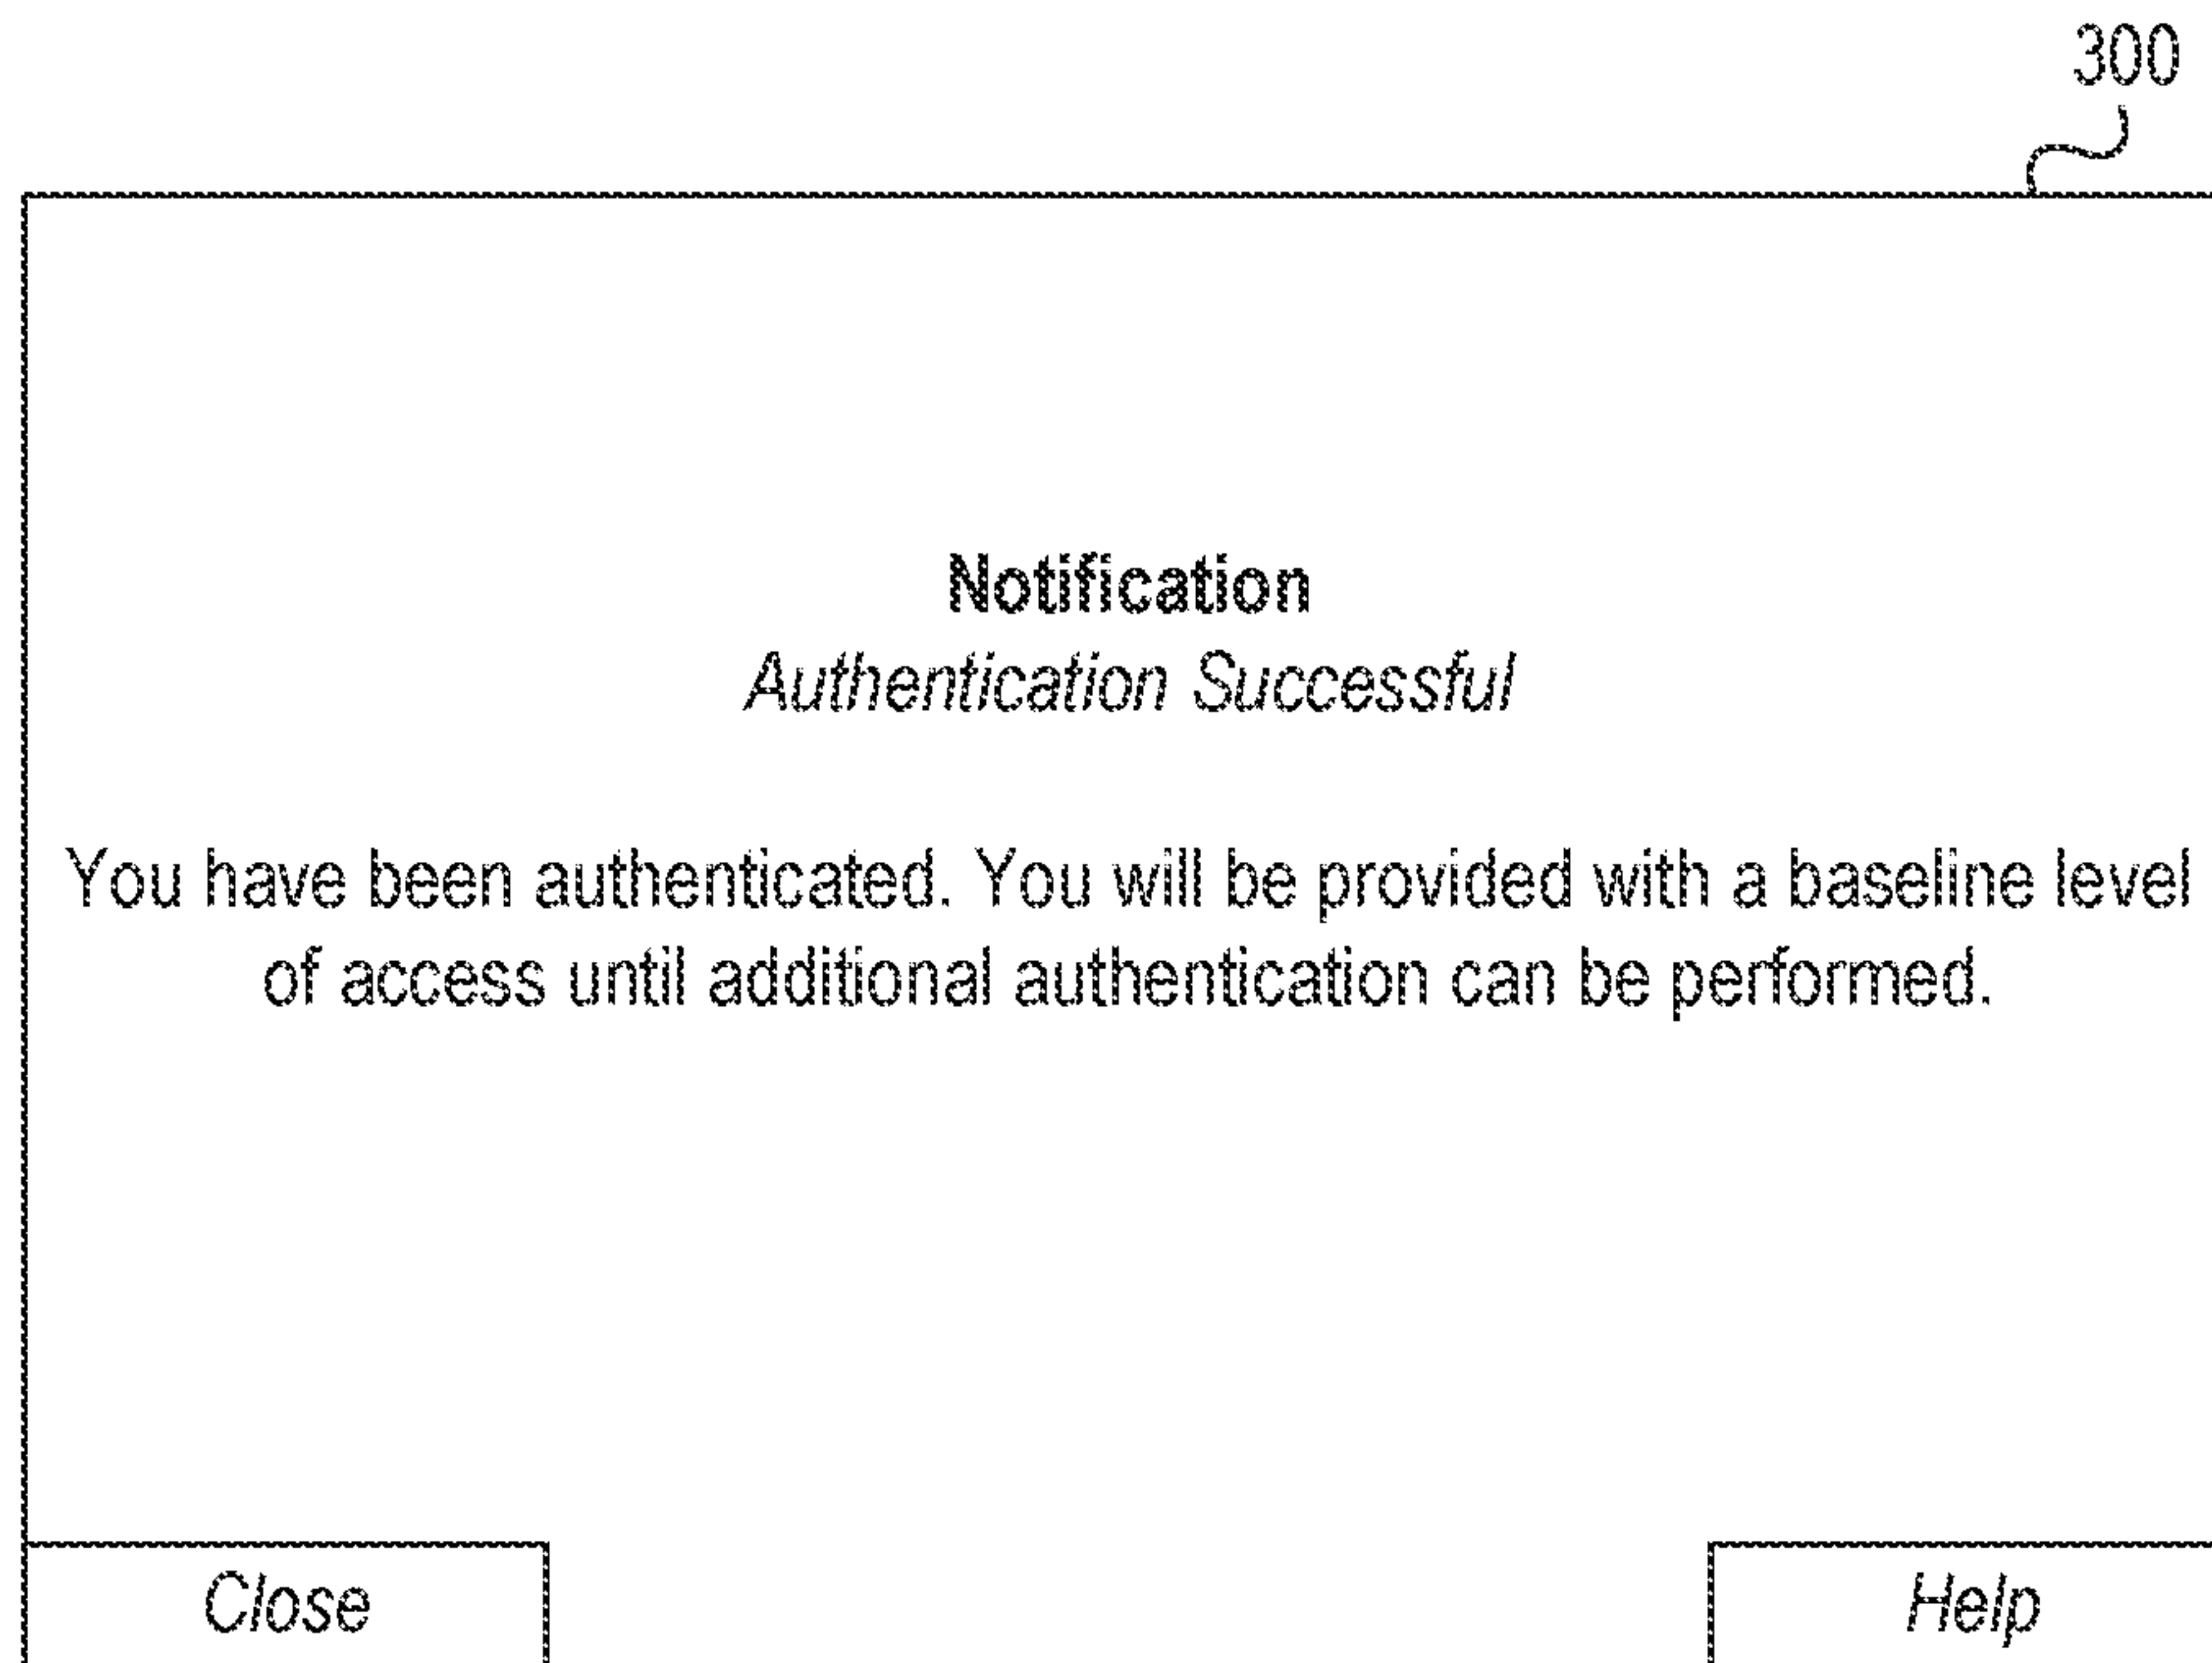 300
Notification
Authentication Successful
You have been authenticated. You will be provided with a baseline level
of access until additional authentication can be performed.
Close
Help